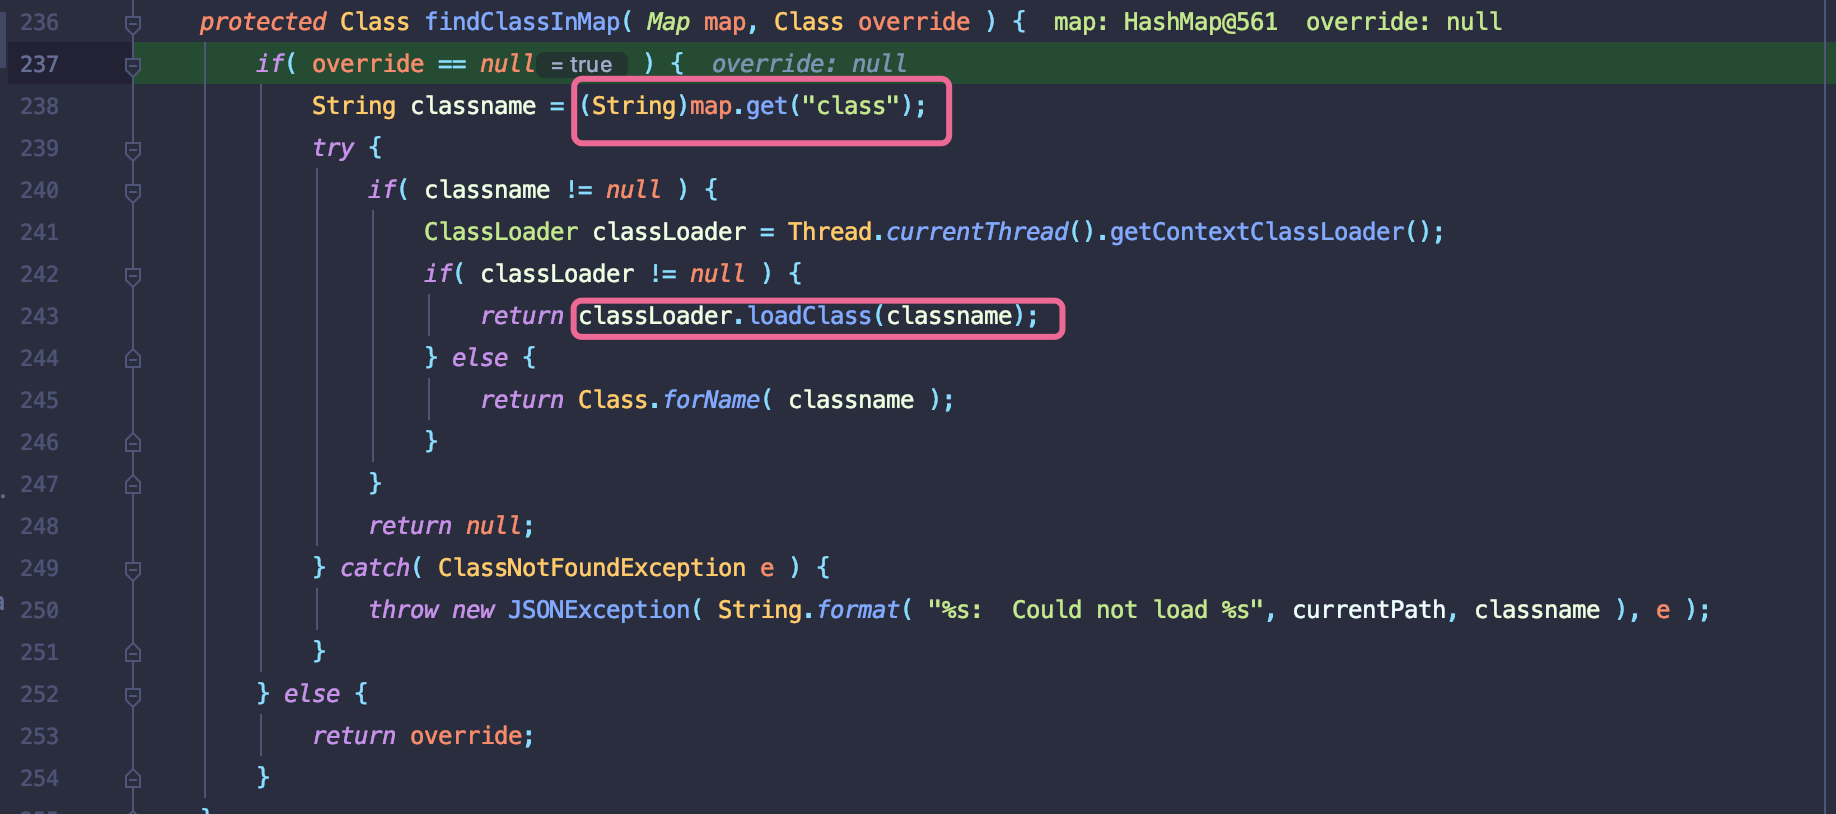 236 protected Class findClassInMap( Map map, Class override ) { map: HashMap@561 override: null
237 if( override == null = true ) { override: null
238 String classname = (String)map.get("class");
239 try {
240 if( classname != null ) {
241 ClassLoader classLoader = Thread.currentThread().getContextClassLoader();
242 if( classLoader != null ) {
243 return classLoader.loadClass(classname);
244 } else {
245 return Class.forName( classname );
246 }
247 }
248 return null;
249 } catch( ClassNotFoundException e ) {
250 throw new JSONException( String.format( "%s:  Could not load %s", currentPath, classname ), e );
251 }
252 } else {
253 return override;
254 }